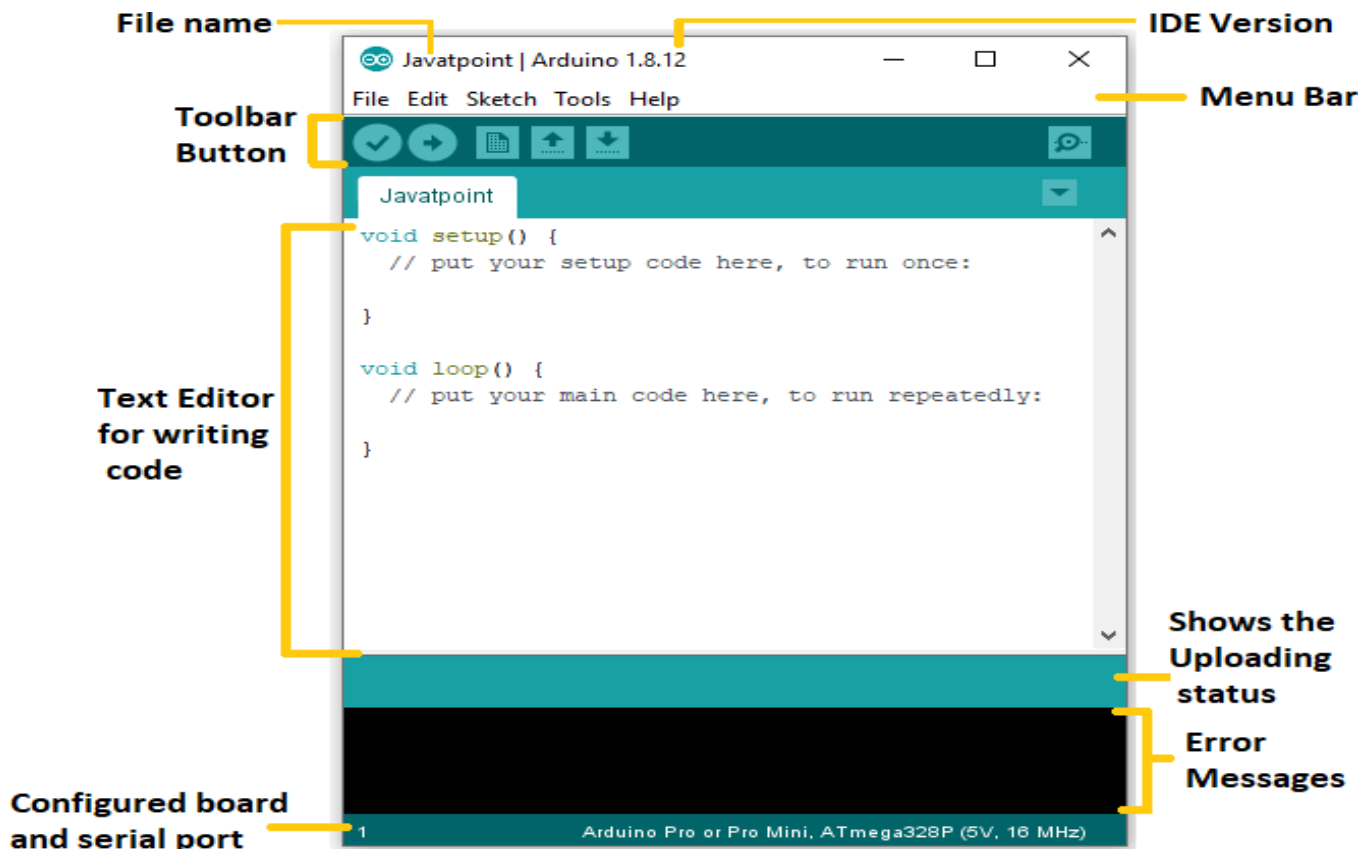 File name
IDE Version
Javatpoint | Arduino 1.8.12
File Edit Sketch Tools Help
Menu Bar
Toolbar
Button
Javatpoint
void setup() {
// put your setup code here, to run once:
}
void loop() {
// put your main code here, to run repeatedly:
}
Text Editor
for writing
code
Shows the
Uploading
status
Error
Messages
Configured board
and serial port
1
Arduino Pro or Pro Mini, ATmega328P (5V, 16 MHz)